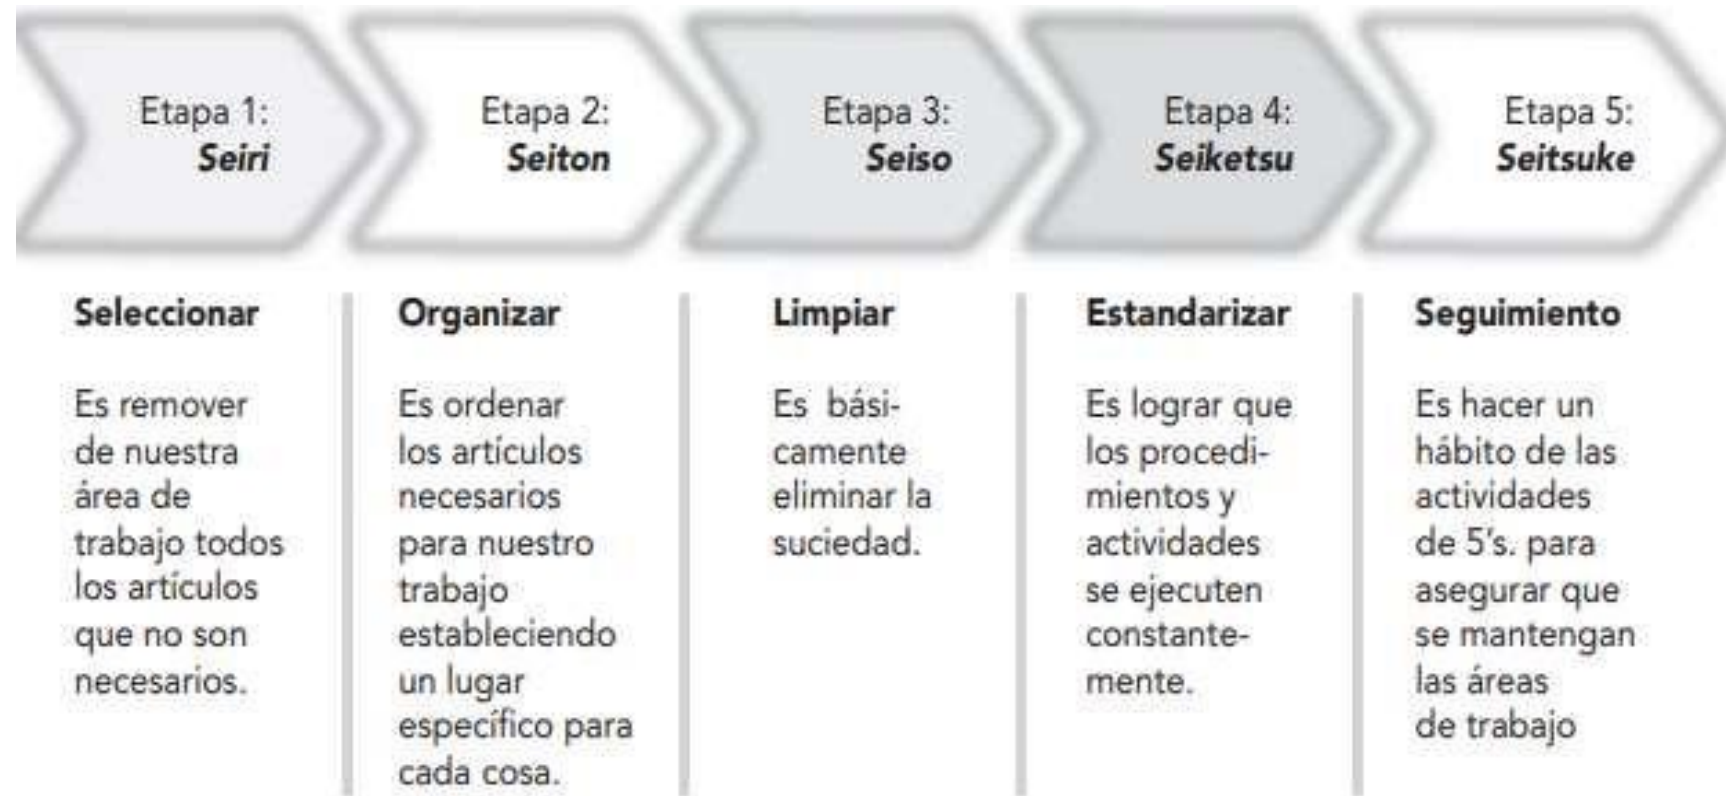 Etapa 1:
Seiri
Etapa 2:
Seiton
Etapa 3:
Seiso
Etapa 4:
Seiketsu
Etapa 5:
Seitsuke
Seleccionar
Es remover
de nuestra
área de
trabajo todos
los artículos
que no son
necesarios.
Organizar
Es ordenar
los artículos
necesarios
para nuestro
trabajo
estableciendo
un lugar
específico para
cada cosa.
Limpiar
Es bási-
camente
eliminar la
suciedad.
Estandarizar
Es lograr que
los procedi-
mientos y
actividades
se ejecuten
constante-
mente.
Seguimiento
Es hacer un
hábito de las
actividades
de 5's. para
asegurar que
se mantengan
las áreas
de trabajo